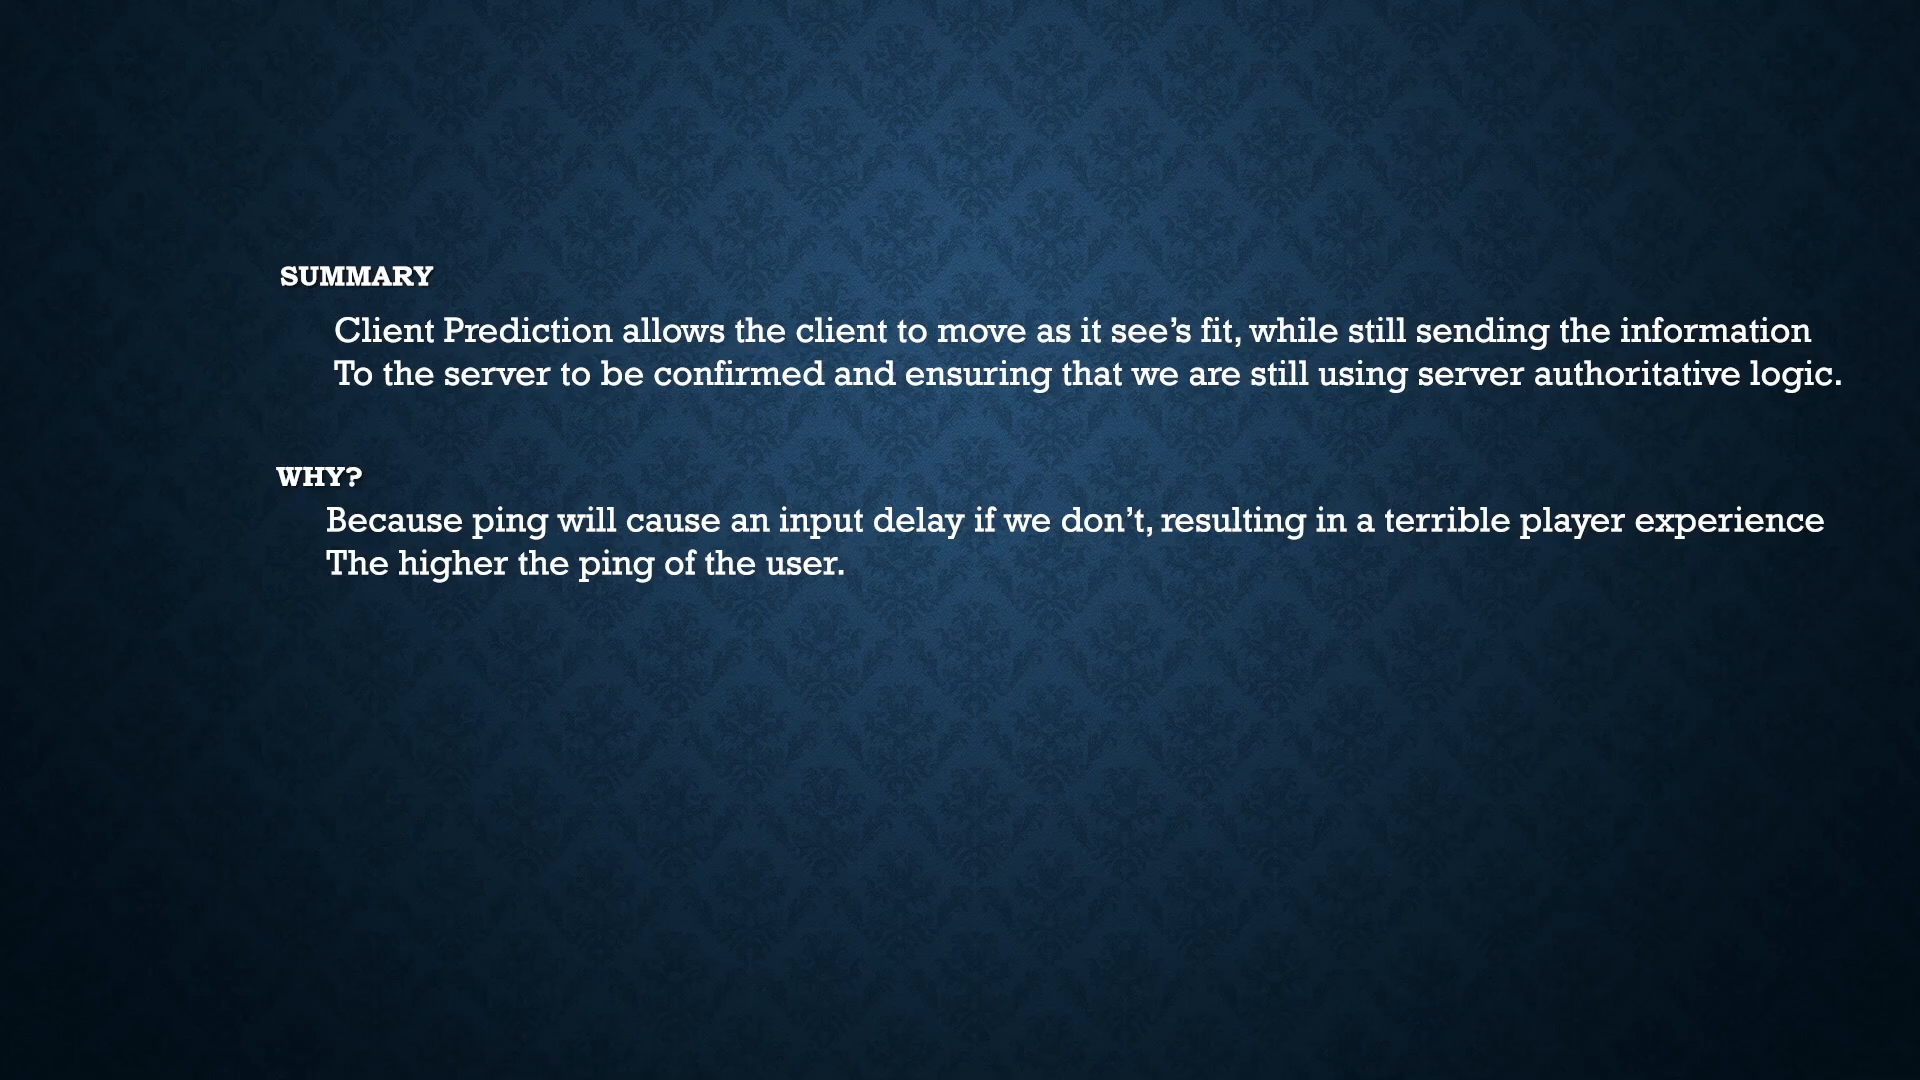 SUMMARY
Client Prediction allows the client to move as it see’s fit, while still sending the information
To the server to be confirmed and ensuring that we are still using server authoritative logic.
WHY?
Because ping will cause an input delay if we don’t, resulting in a terrible player experience
The higher the ping of the user.